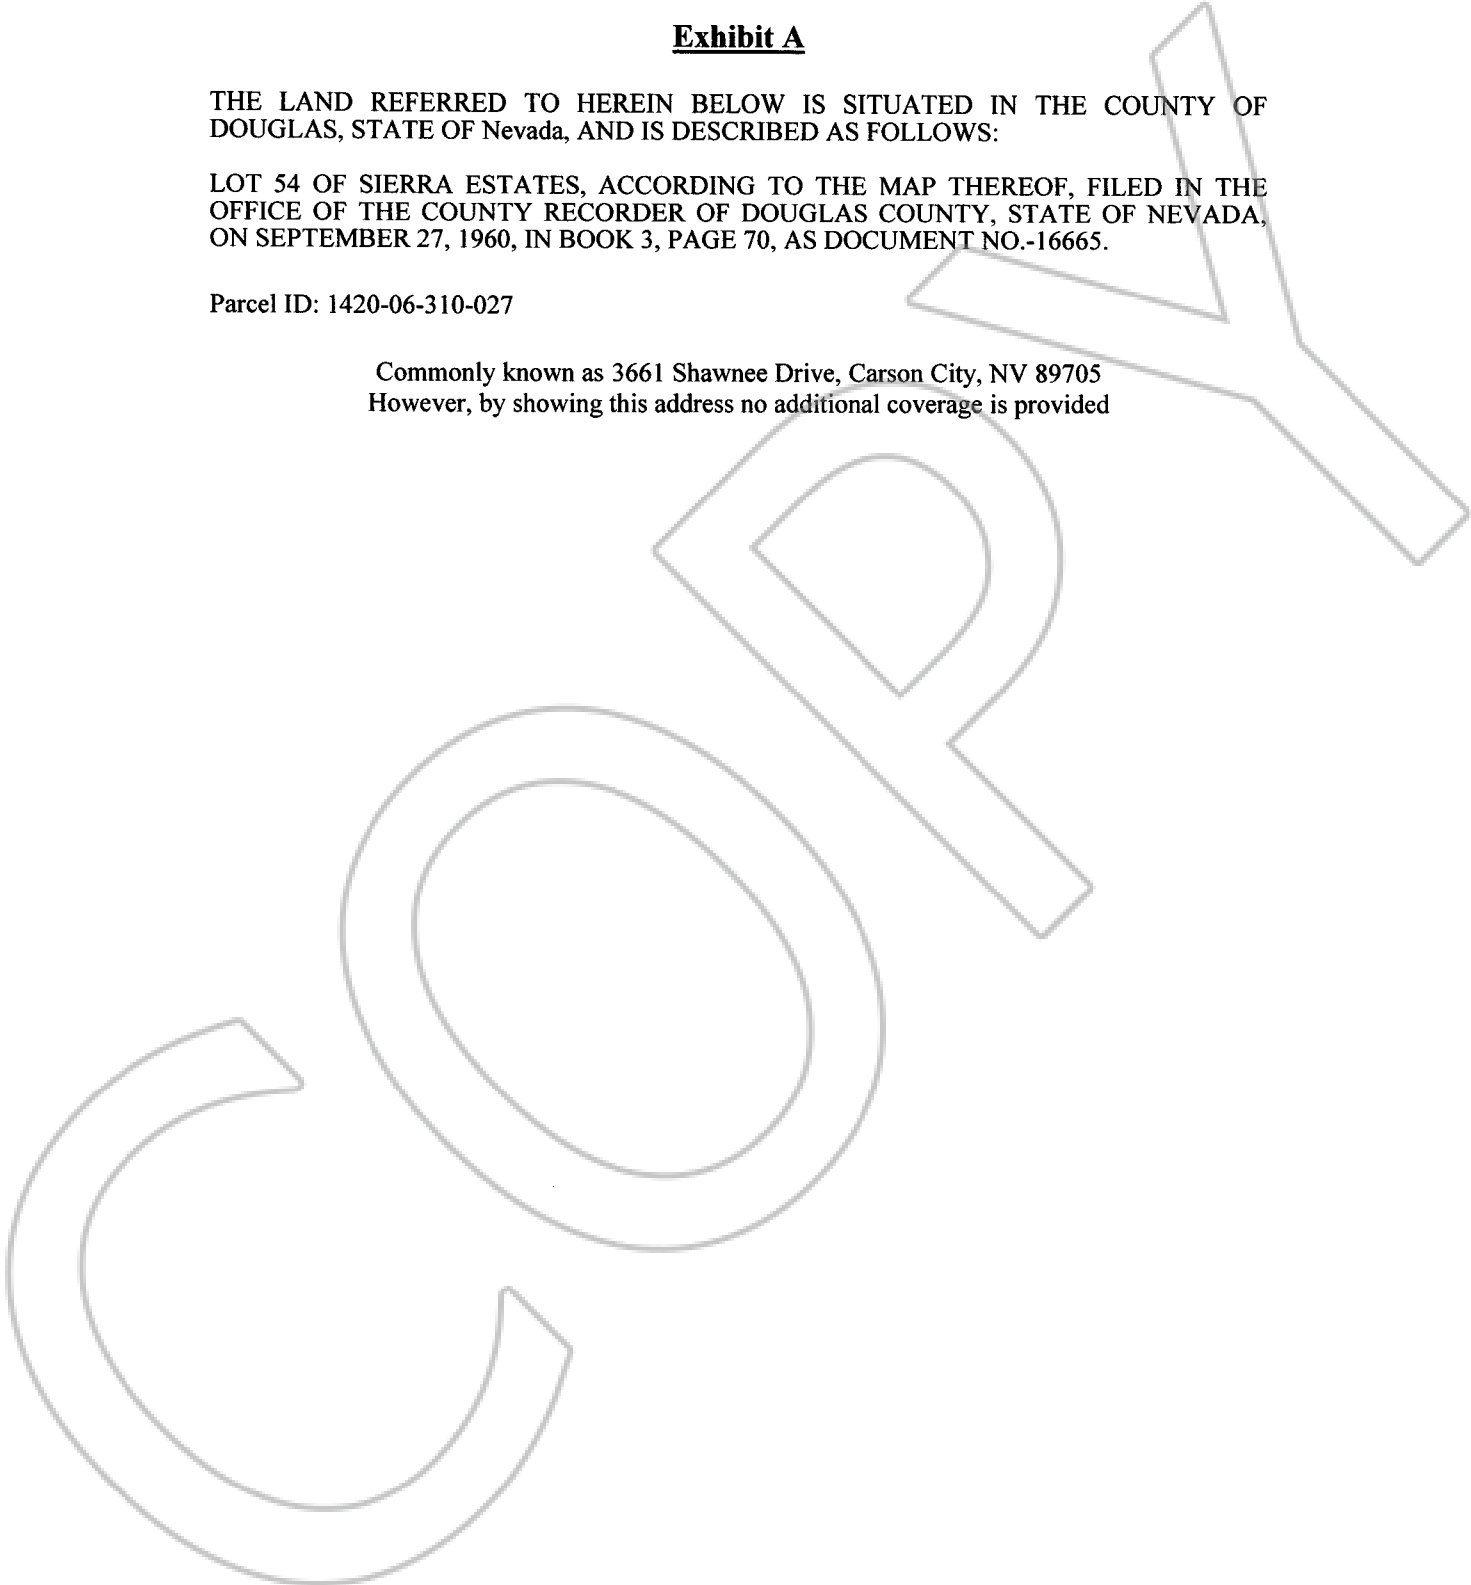 Exhibit A
THE LAND REFERRED TO HEREIN BELOW IS SITUATED IN THE COUNTY OF
DOUGLAS, STATE OF Nevada, AND IS DESCRIBED AS FOLLOWS:
LOT 54 OF SIERRA ESTATES, ACCORDING TO THE MAP THEREOF, FILED IN THE
OFFICE OF THE COUNTY RECORDER OF DOUGLAS COUNTY, STATE OF NEVADA,
ON SEPTEMBER 27, 1960, IN BOOK 3, PAGE 70, AS DOCUMENT NO.-16665.
Parcel ID: 1420-06-310-027
Commonly known as 3661 Shawnee Drive, Carson City, NV 89705
However, by showing this address no additional coverage is provided
COPY